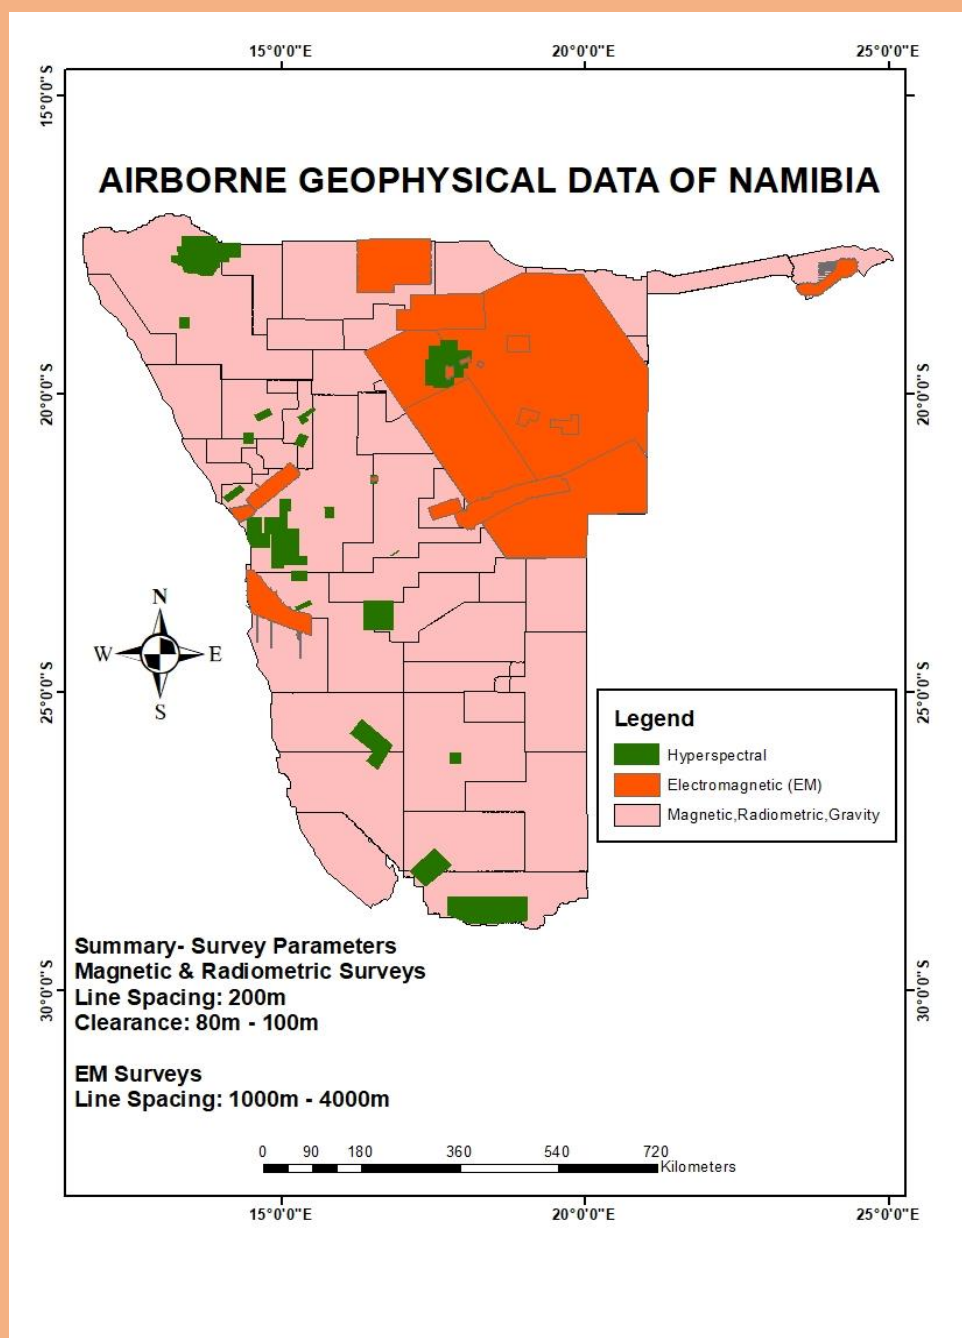 15°0'0"E 20°0'0"E 25°0'0"E
15°0'0"S
AIRBORNE GEOPHYSICAL DATA OF NAMIBIA
20°0'0"S 20°0'0"S
N
W E
S
25°0'0"S 25°0'0"S
Legend
Hyperspectral
Electromagnetic (EM)
Magnetic,Radiometric,Gravity
Summary- Survey Parameters
Magnetic & Radiometric Surveys
Line Spacing: 200m
Clearance: 80m - 100m
30°0'0"S 30°0'0"S
EM Surveys
Line Spacing: 1000m - 4000m
0 90 180 360 540 720
Kilometers
15°0'0"E 20°0'0"E 25°0'0"E